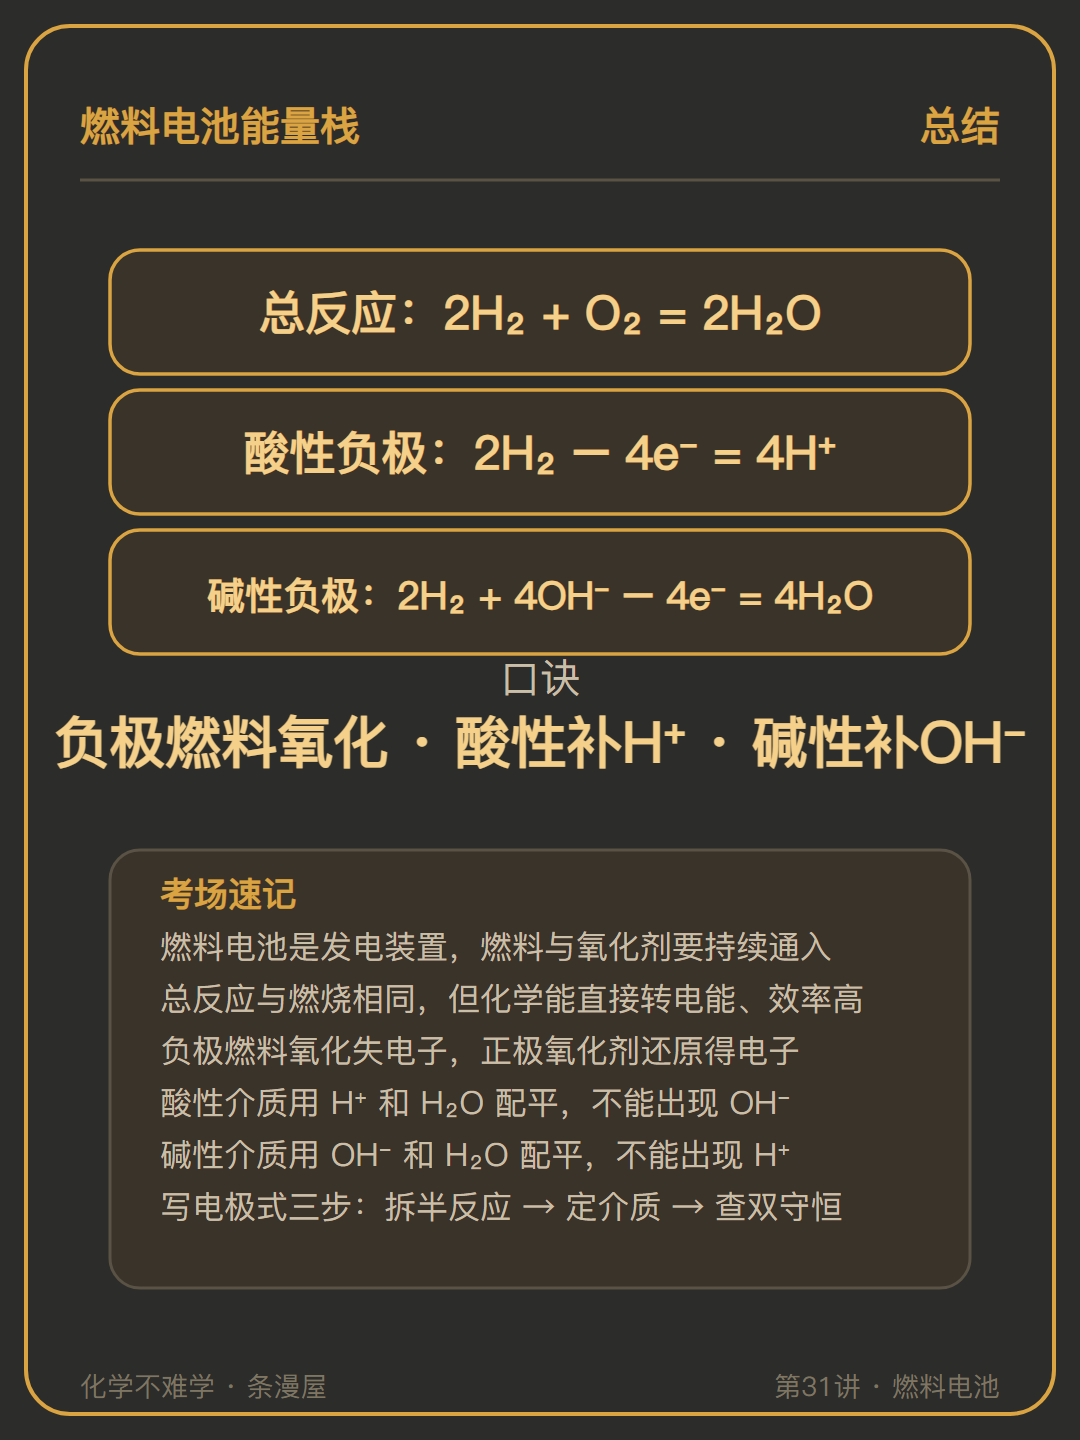 燃料电池能量栈
总结
总反应：2H₂ + O₂ = 2H₂O
酸性负极：2H₂ － 4e⁻ = 4H⁺
碱性负极：2H₂ + 4OH⁻ － 4e⁻ = 4H₂O
口诀
负极燃料氧化 · 酸性补H⁺ · 碱性补OH⁻
考场速记
燃料电池是发电装置，燃料与氧化剂要持续通入
总反应与燃烧相同，但化学能直接转电能、效率高
负极燃料氧化失电子，正极氧化剂还原得电子
酸性介质用 H⁺ 和 H₂O 配平，不能出现 OH⁻
碱性介质用 OH⁻ 和 H₂O 配平，不能出现 H⁺
写电极式三步：拆半反应 → 定介质 → 查双守恒
化学不难学 · 条漫屋
第31讲 · 燃料电池